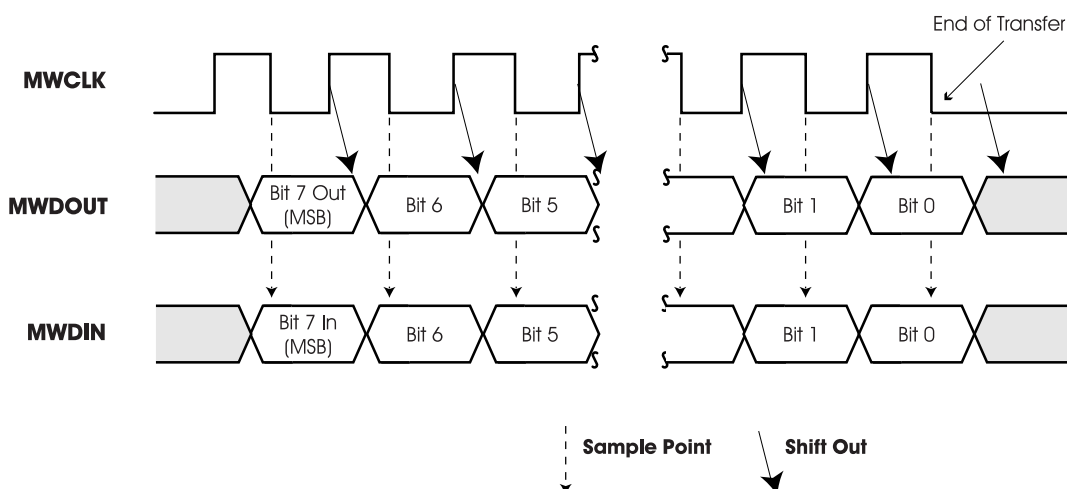 End of Transfer
MWCLK
MWDOUT
Bit 7 Out
(MSB)
Bit 6
Bit 5
Bit 1
Bit 0
MWDIN
Bit 7 In
(MSB)
Bit 6
Bit 5
Bit 1
Bit 0
Sample Point
Shift Out